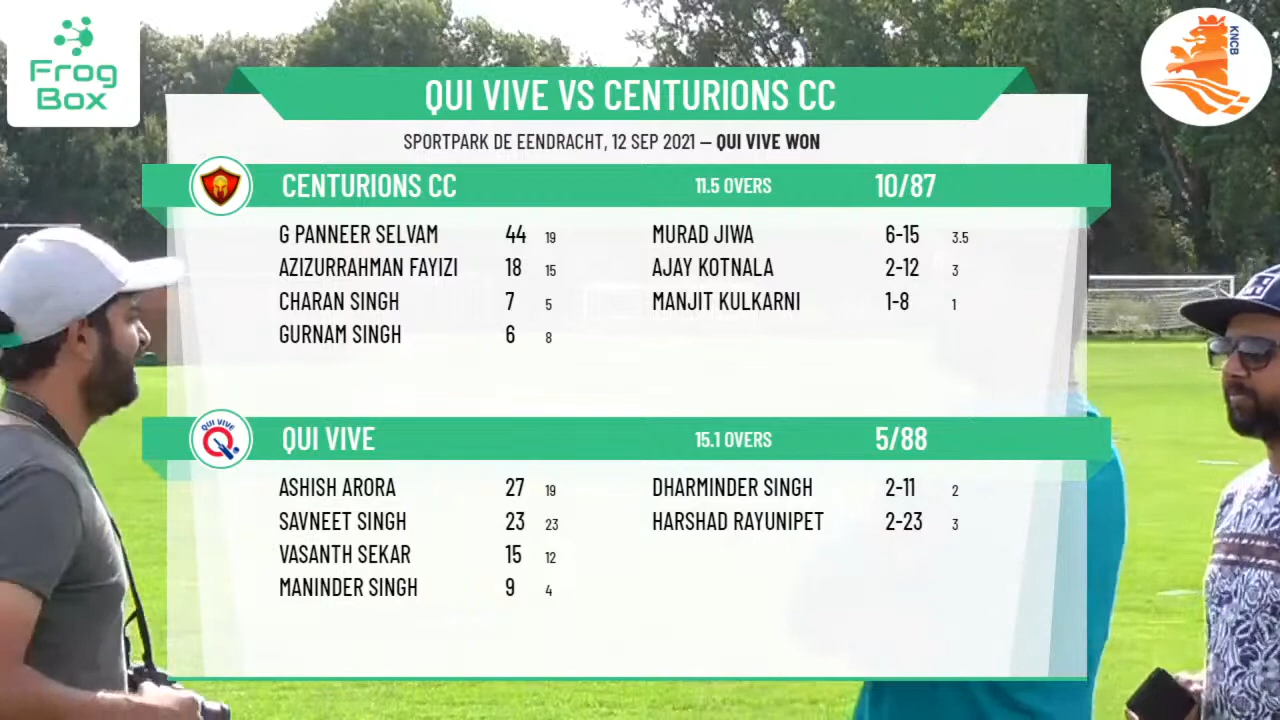 Frog
Box
KNCB
QUI VIVE VS CENTURIONS CC
SPORTPARK DE EENDRACHT, 12 SEP 2021 – QUI VIVE WON
CENTURIONS CC 11.5 OVERS 10/87
G PANNEER SELVAM 44 19 MURAD JIWA 6-15 3.5
AZIZURRAHMAN FAYIZI 18 15 AJAY KOTNALA 2-12 3
CHARAN SINGH 7 5 MANJIT KULKARNI 1-8 1
GURNAM SINGH 6 8
QUI VIVE
QUI VIVE 15.1 OVERS 5/88
ASHISH ARORA 27 19 DHARMINDER SINGH 2-11 2
SAVNEET SINGH 23 23 HARSHAD RAYUNIPET 2-23 3
VASANTH SEKAR 15 12
MANINDER SINGH 9 4